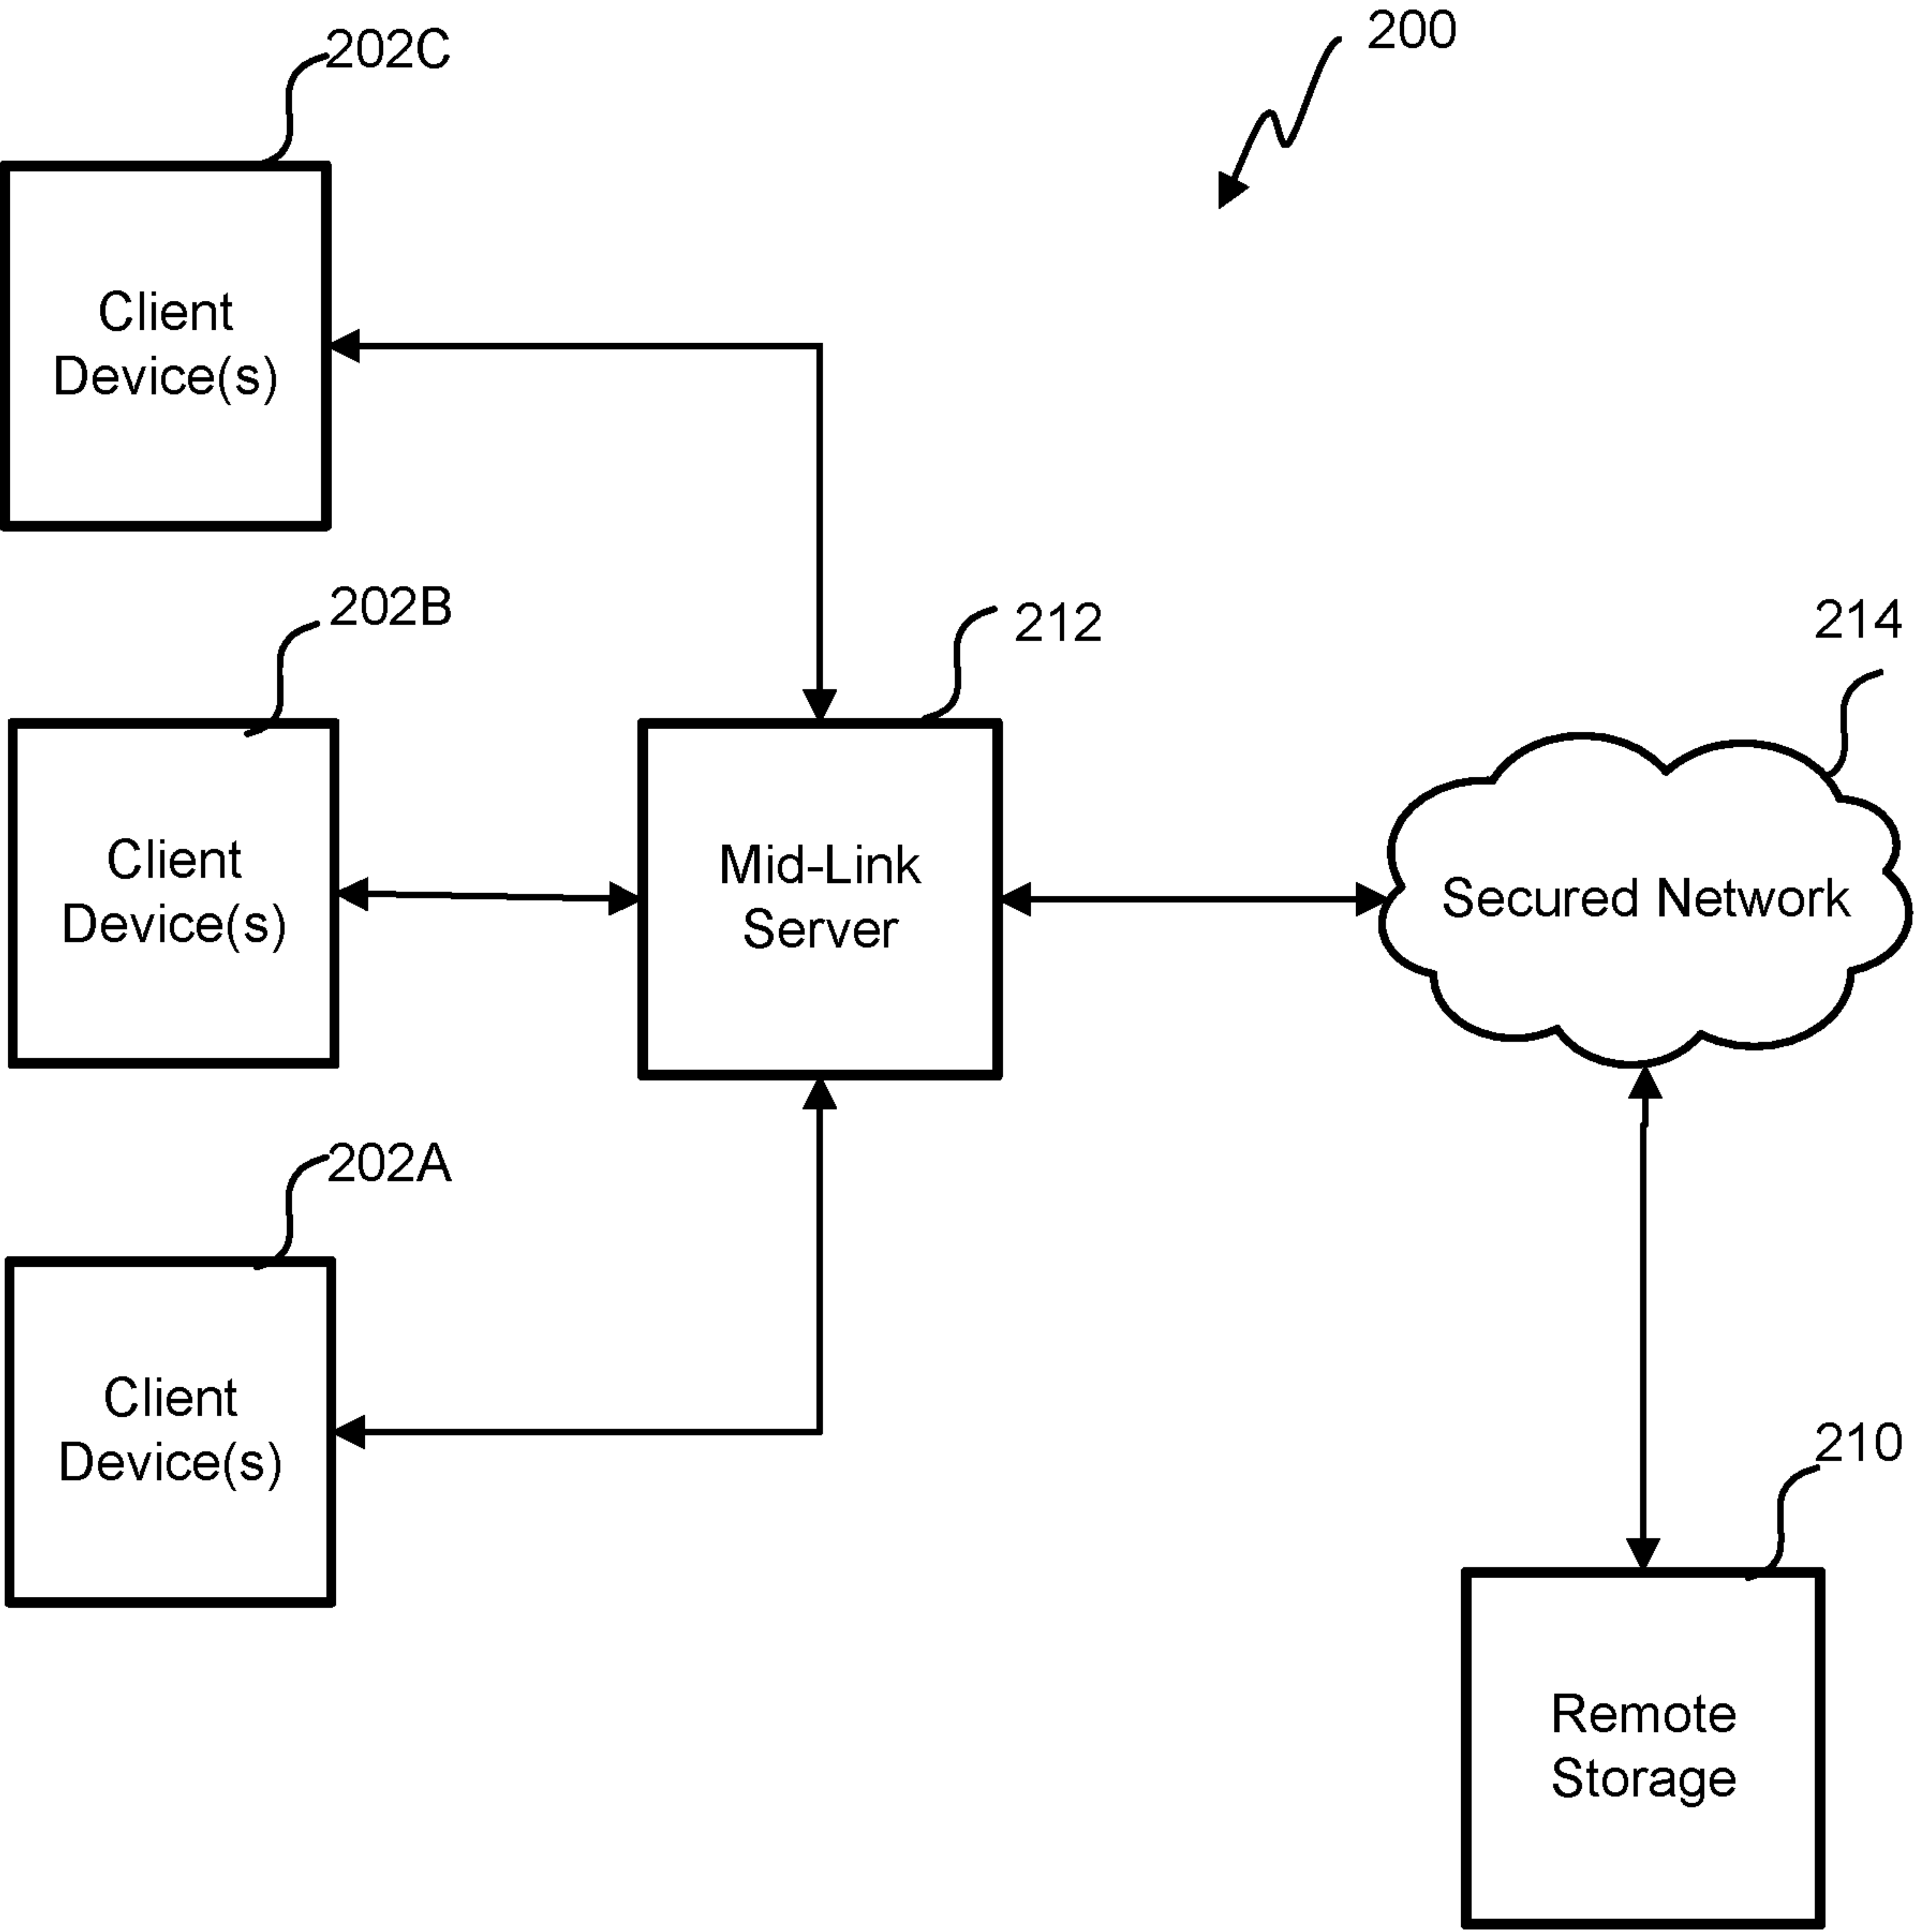 200
202C
Client
Device(s)
202B
212
214
Client
Device(s)
Mid-Link
Server
Secured Network
202A
Client
Device(s)
210
Remote
Storage